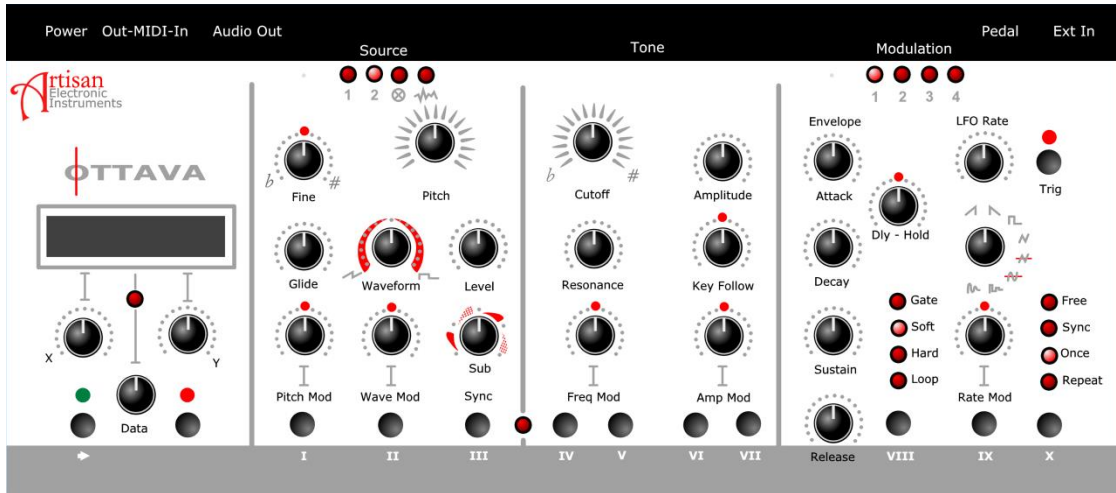 Power Out-MIDI-In Audio Out Pedal Ext In
Source Tone Modulation
Artisan
Electronic
Instruments
1 2 1 2 3 4
Envelope LFO Rate
OTTAVA
♭ # ♭ #
Fine Pitch Cutoff Amplitude Attack Trig
Dly - Hold
Glide Waveform Level Resonance Key Follow Decay
Gate Free
Soft Sync
X Y
Sub Sustain Hard Once
Loop Repeat
Pitch Mod Wave Mod Sync Freq Mod Amp Mod Rate Mod
Data
I II III IV V VI VII Release VIII IX X